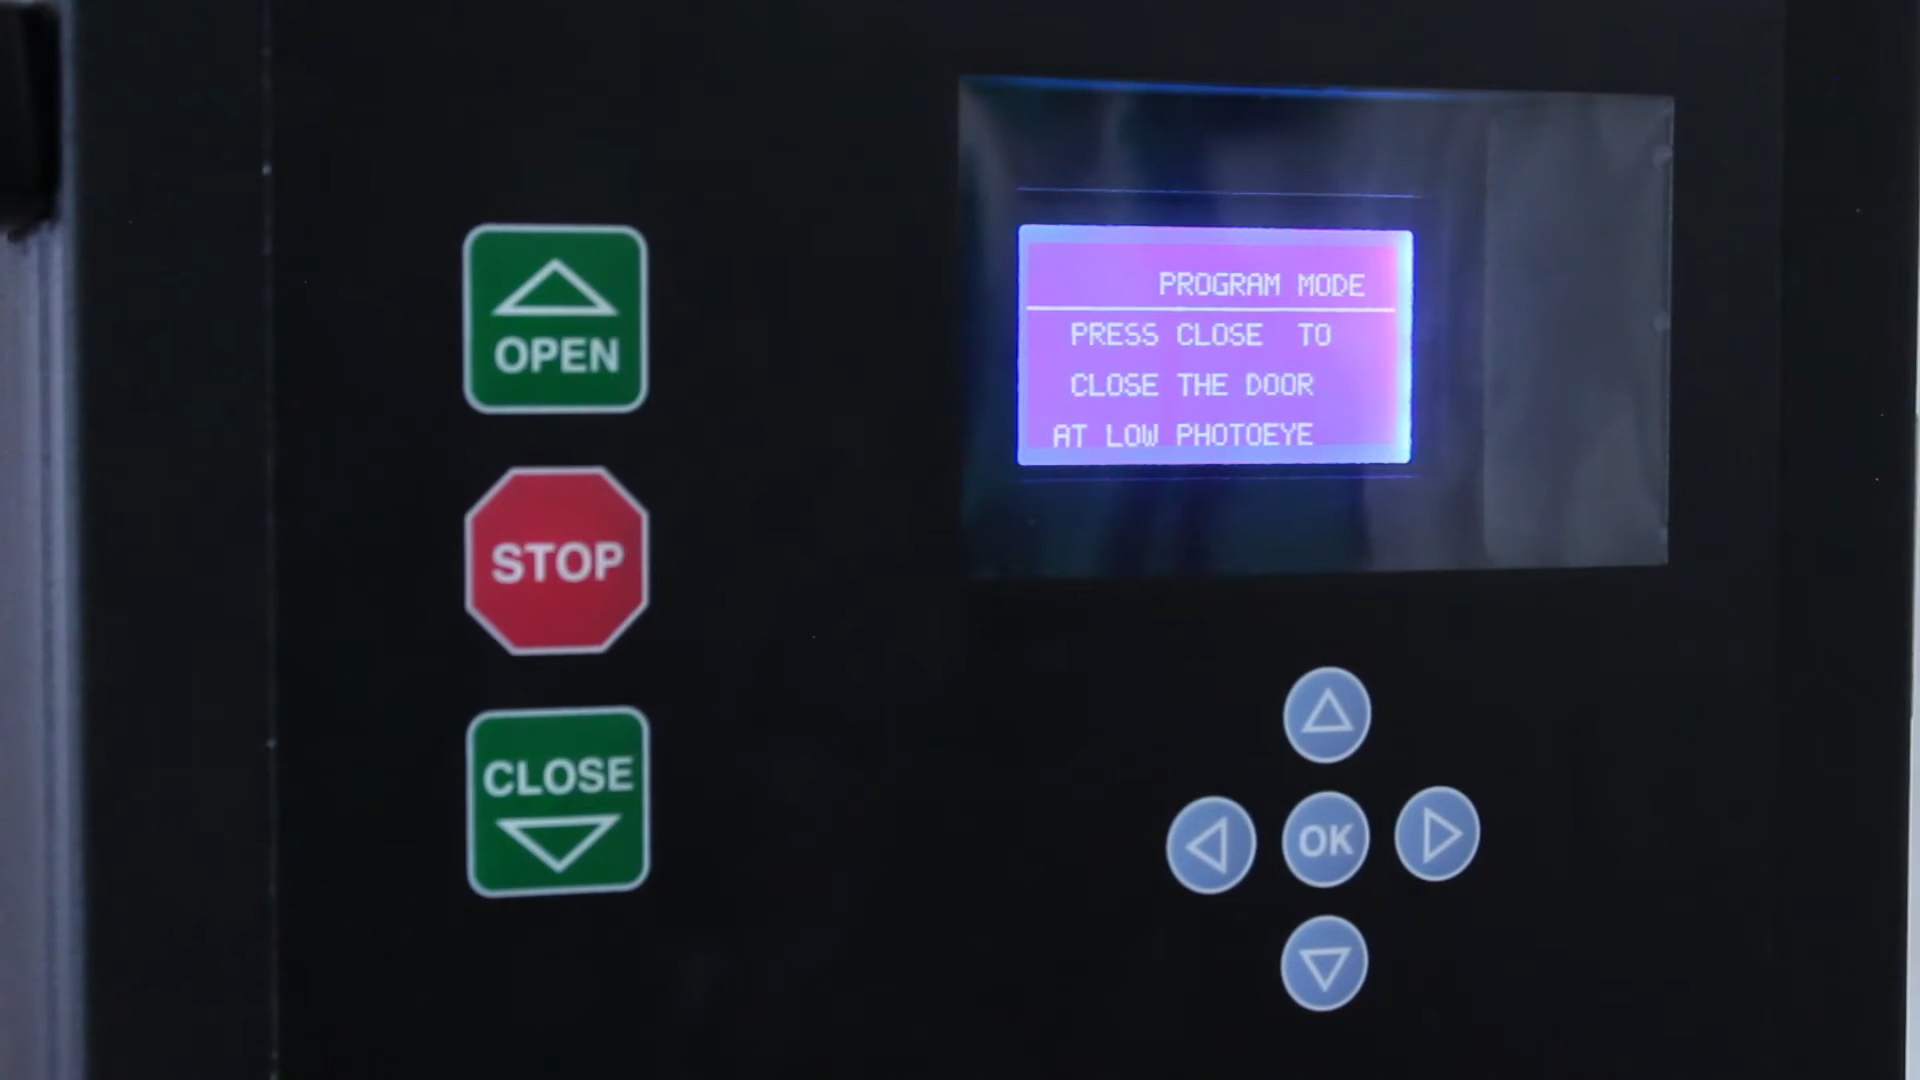 OPEN
STOP
CLOSE
PROGRAM MODE
PRESS CLOSE TO
CLOSE THE DOOR
AT LOW PHOTOEYE
OK